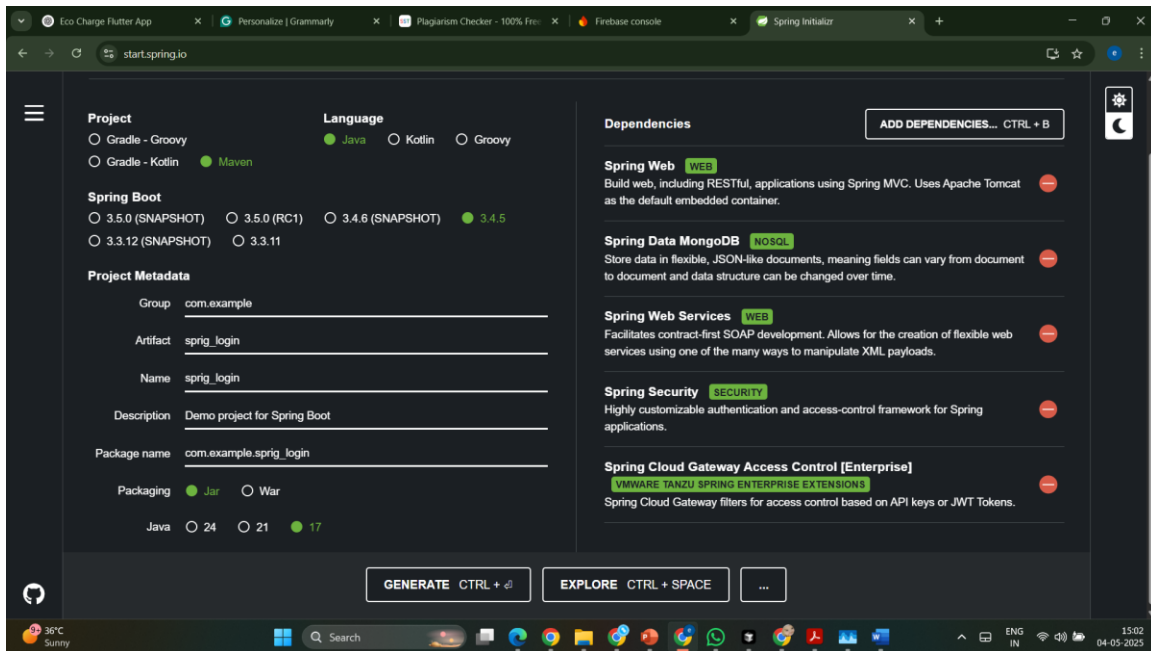 Eco Charge Flutter App
Personalize | Grammarly
Plagiarism Checker - 100% Fre
Firebase console
Spring Initializr
start.spring.io
e
Project
Gradle - Groovy
Gradle - Kotlin Maven
Language
Java Kotlin Groovy
Spring Boot
3.5.0 (SNAPSHOT) 3.5.0 (RC1) 3.4.6 (SNAPSHOT) 3.4.5
3.3.12 (SNAPSHOT) 3.3.11
Project Metadata
Group com.example
Artifact sprig_login
Name sprig_login
Description Demo project for Spring Boot
Package name com.example.sprig_login
Packaging Jar War
Java 24 21 17
Dependencies
ADD DEPENDENCIES... CTRL + B
Spring Web WEB
Build web, including RESTful, applications using Spring MVC. Uses Apache Tomcat
as the default embedded container.
Spring Data MongoDB NOSQL
Store data in flexible, JSON-like documents, meaning fields can vary from document
to document and data structure can be changed over time.
Spring Web Services WEB
Facilitates contract-first SOAP development. Allows for the creation of flexible web
services using one of the many ways to manipulate XML payloads.
Spring Security SECURITY
Highly customizable authentication and access-control framework for Spring
applications.
Spring Cloud Gateway Access Control [Enterprise]
VMWARE TANZU SPRING ENTERPRISE EXTENSIONS
Spring Cloud Gateway filters for access control based on API keys or JWT Tokens.
GENERATE CTRL + ⏎
EXPLORE CTRL + SPACE
...
9+
36°C
Sunny
Search
ENG
IN
15:02
04-05-2025